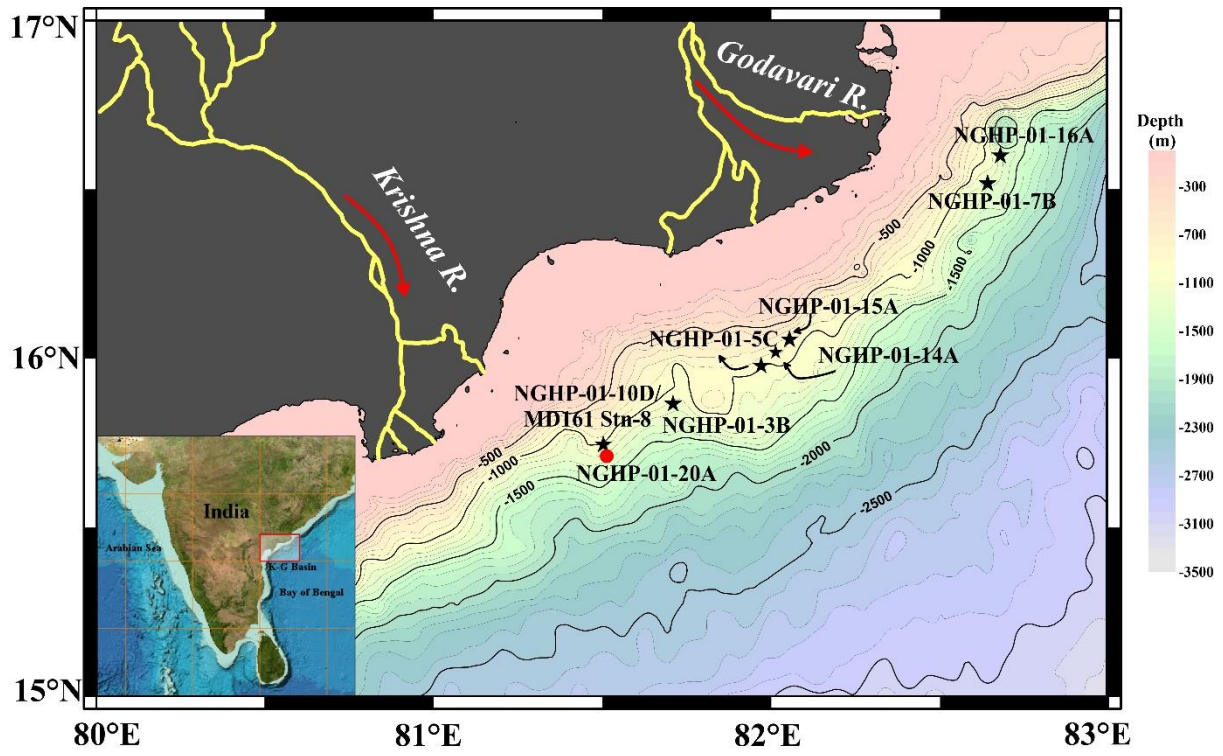 17°N
Godavari R.
Depth
(m)
NGHP-01-16A
-300
Krishna R.
NGHP-01-7B
-500
-700
-1000
-1100
-1500
NGHP-01-15A
-1500
NGHP-01-5C
16°N
NGHP-01-14A
-1900
NGHP-01-10D/
MD161 Stn-8
NGHP-01-3B
-2300
-500
-2000
-1000
NGHP-01-20A
-2700
-1500
-2500
India
-3100
Arabian Sea
K-G Basin
-3500
Bay of Bengal
15°N
80°E
81°E
82°E
83°E